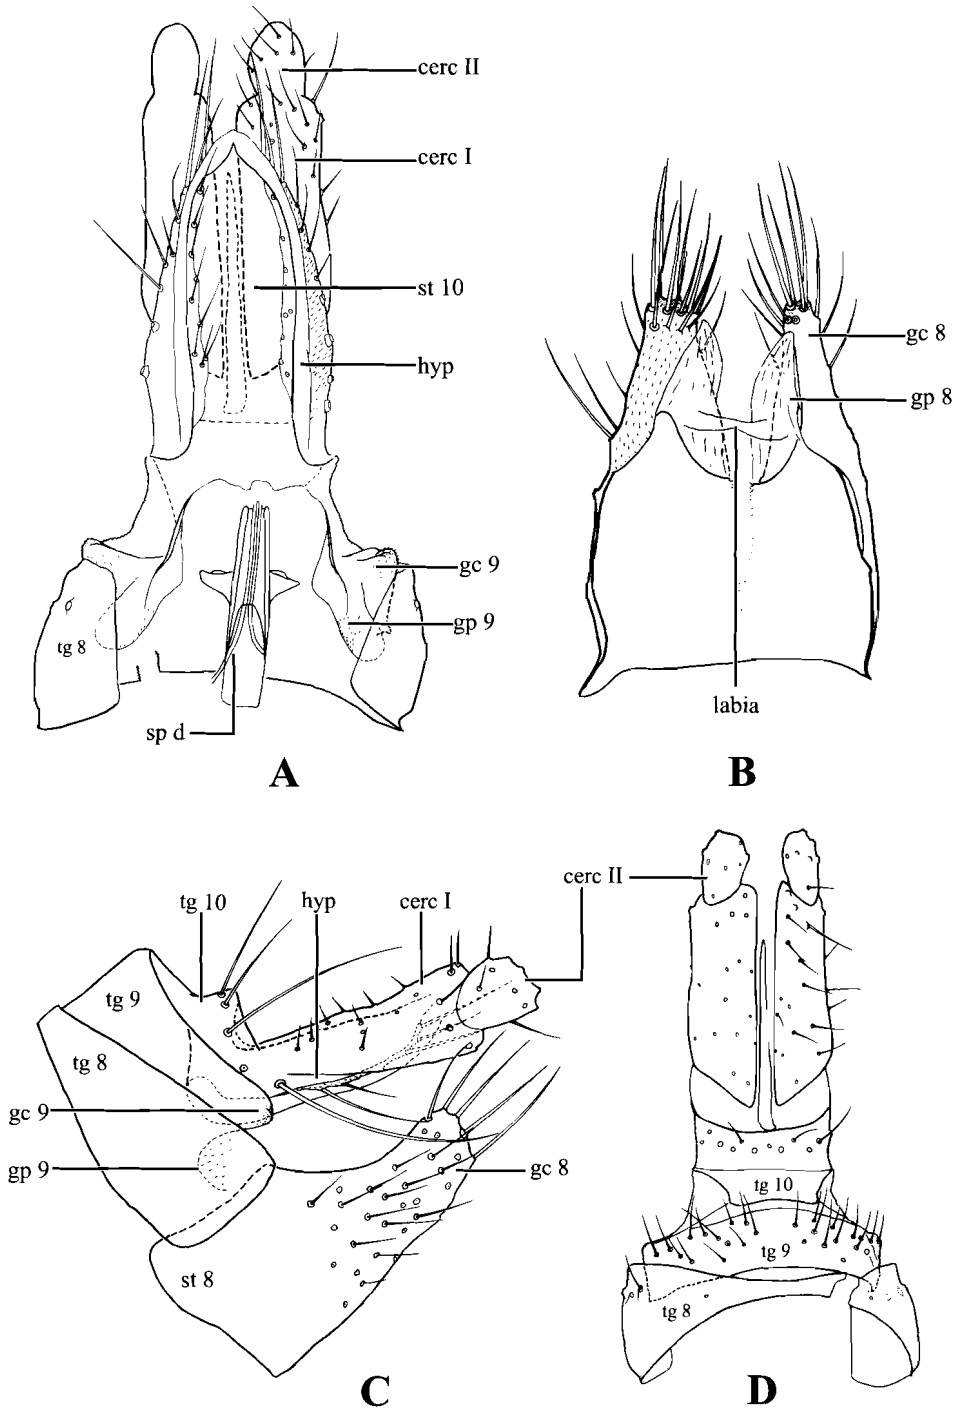 cerc II
cerc I
st 10
hyp
gc 9
gp 9
tg 8
sp d
A
gc 8
gp 8
labia
B
tg 10
hyp
cerc I
cerc II
tg 9
tg 8
gc 9
gp 9
gc 8
st 8
C
tg 10
tg 9
tg 8
D